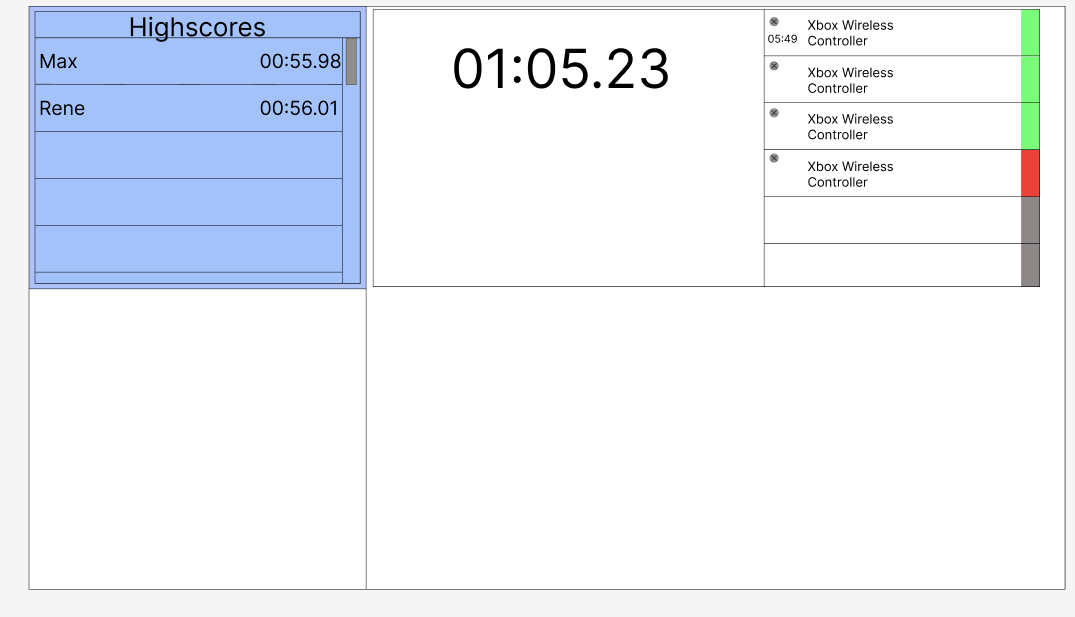 Highscores
Max 00:55.98
Rene 00:56.01
01:05.23
Xbox Wireless
05:49 Controller
Xbox Wireless
Controller
Xbox Wireless
Controller
Xbox Wireless
Controller